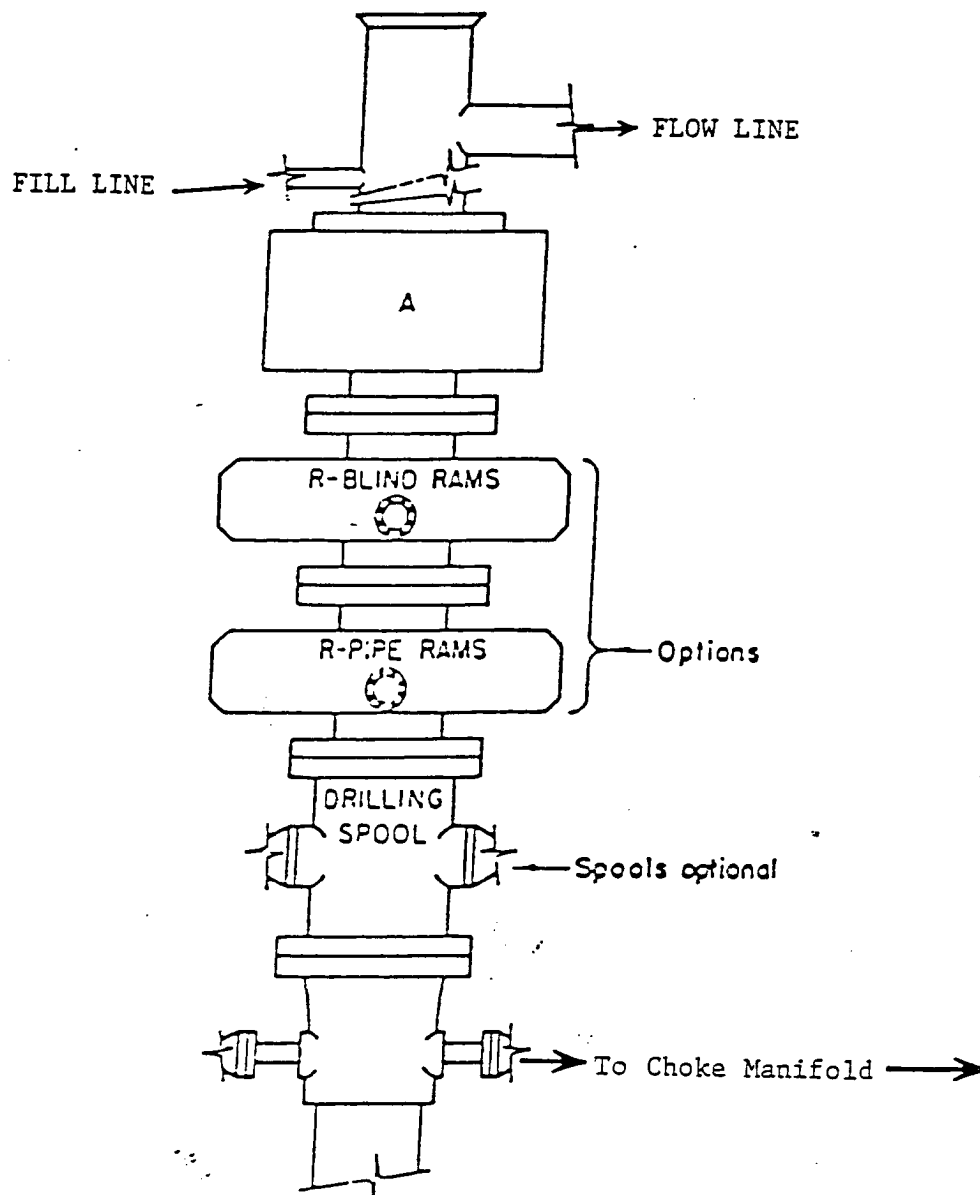 FLOW LINE
FILL LINE
A
R-BLIND RAMS
R-PIPE RAMS
Options
DRILLING
SPOOL
Spools optional
To Choke Manifold